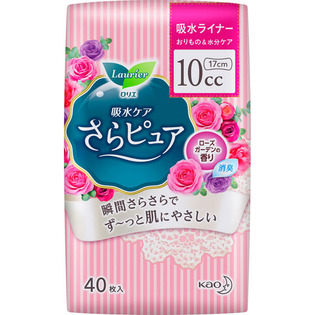 吸水ライナー
おりもの&水分ケア
17cm
10cc
Laurier
ロリエ
吸水ケア
さらピュア
ローズ
ガーデンの
香り
消臭
瞬間さらさらで
ず〜っと肌にやさしい
40枚入
Kao